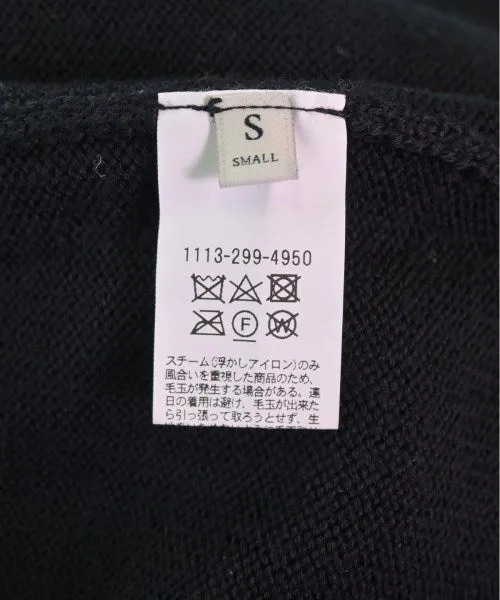 S
SMALL
1113-299-4950
F
W
スチーム(浮かしアイロン)のみ
風合いを重視した商品のため、
毛玉が発生する場合がある。連
日の着用は避け、毛玉が出来た
ら引っ張って取ろうとせず、生